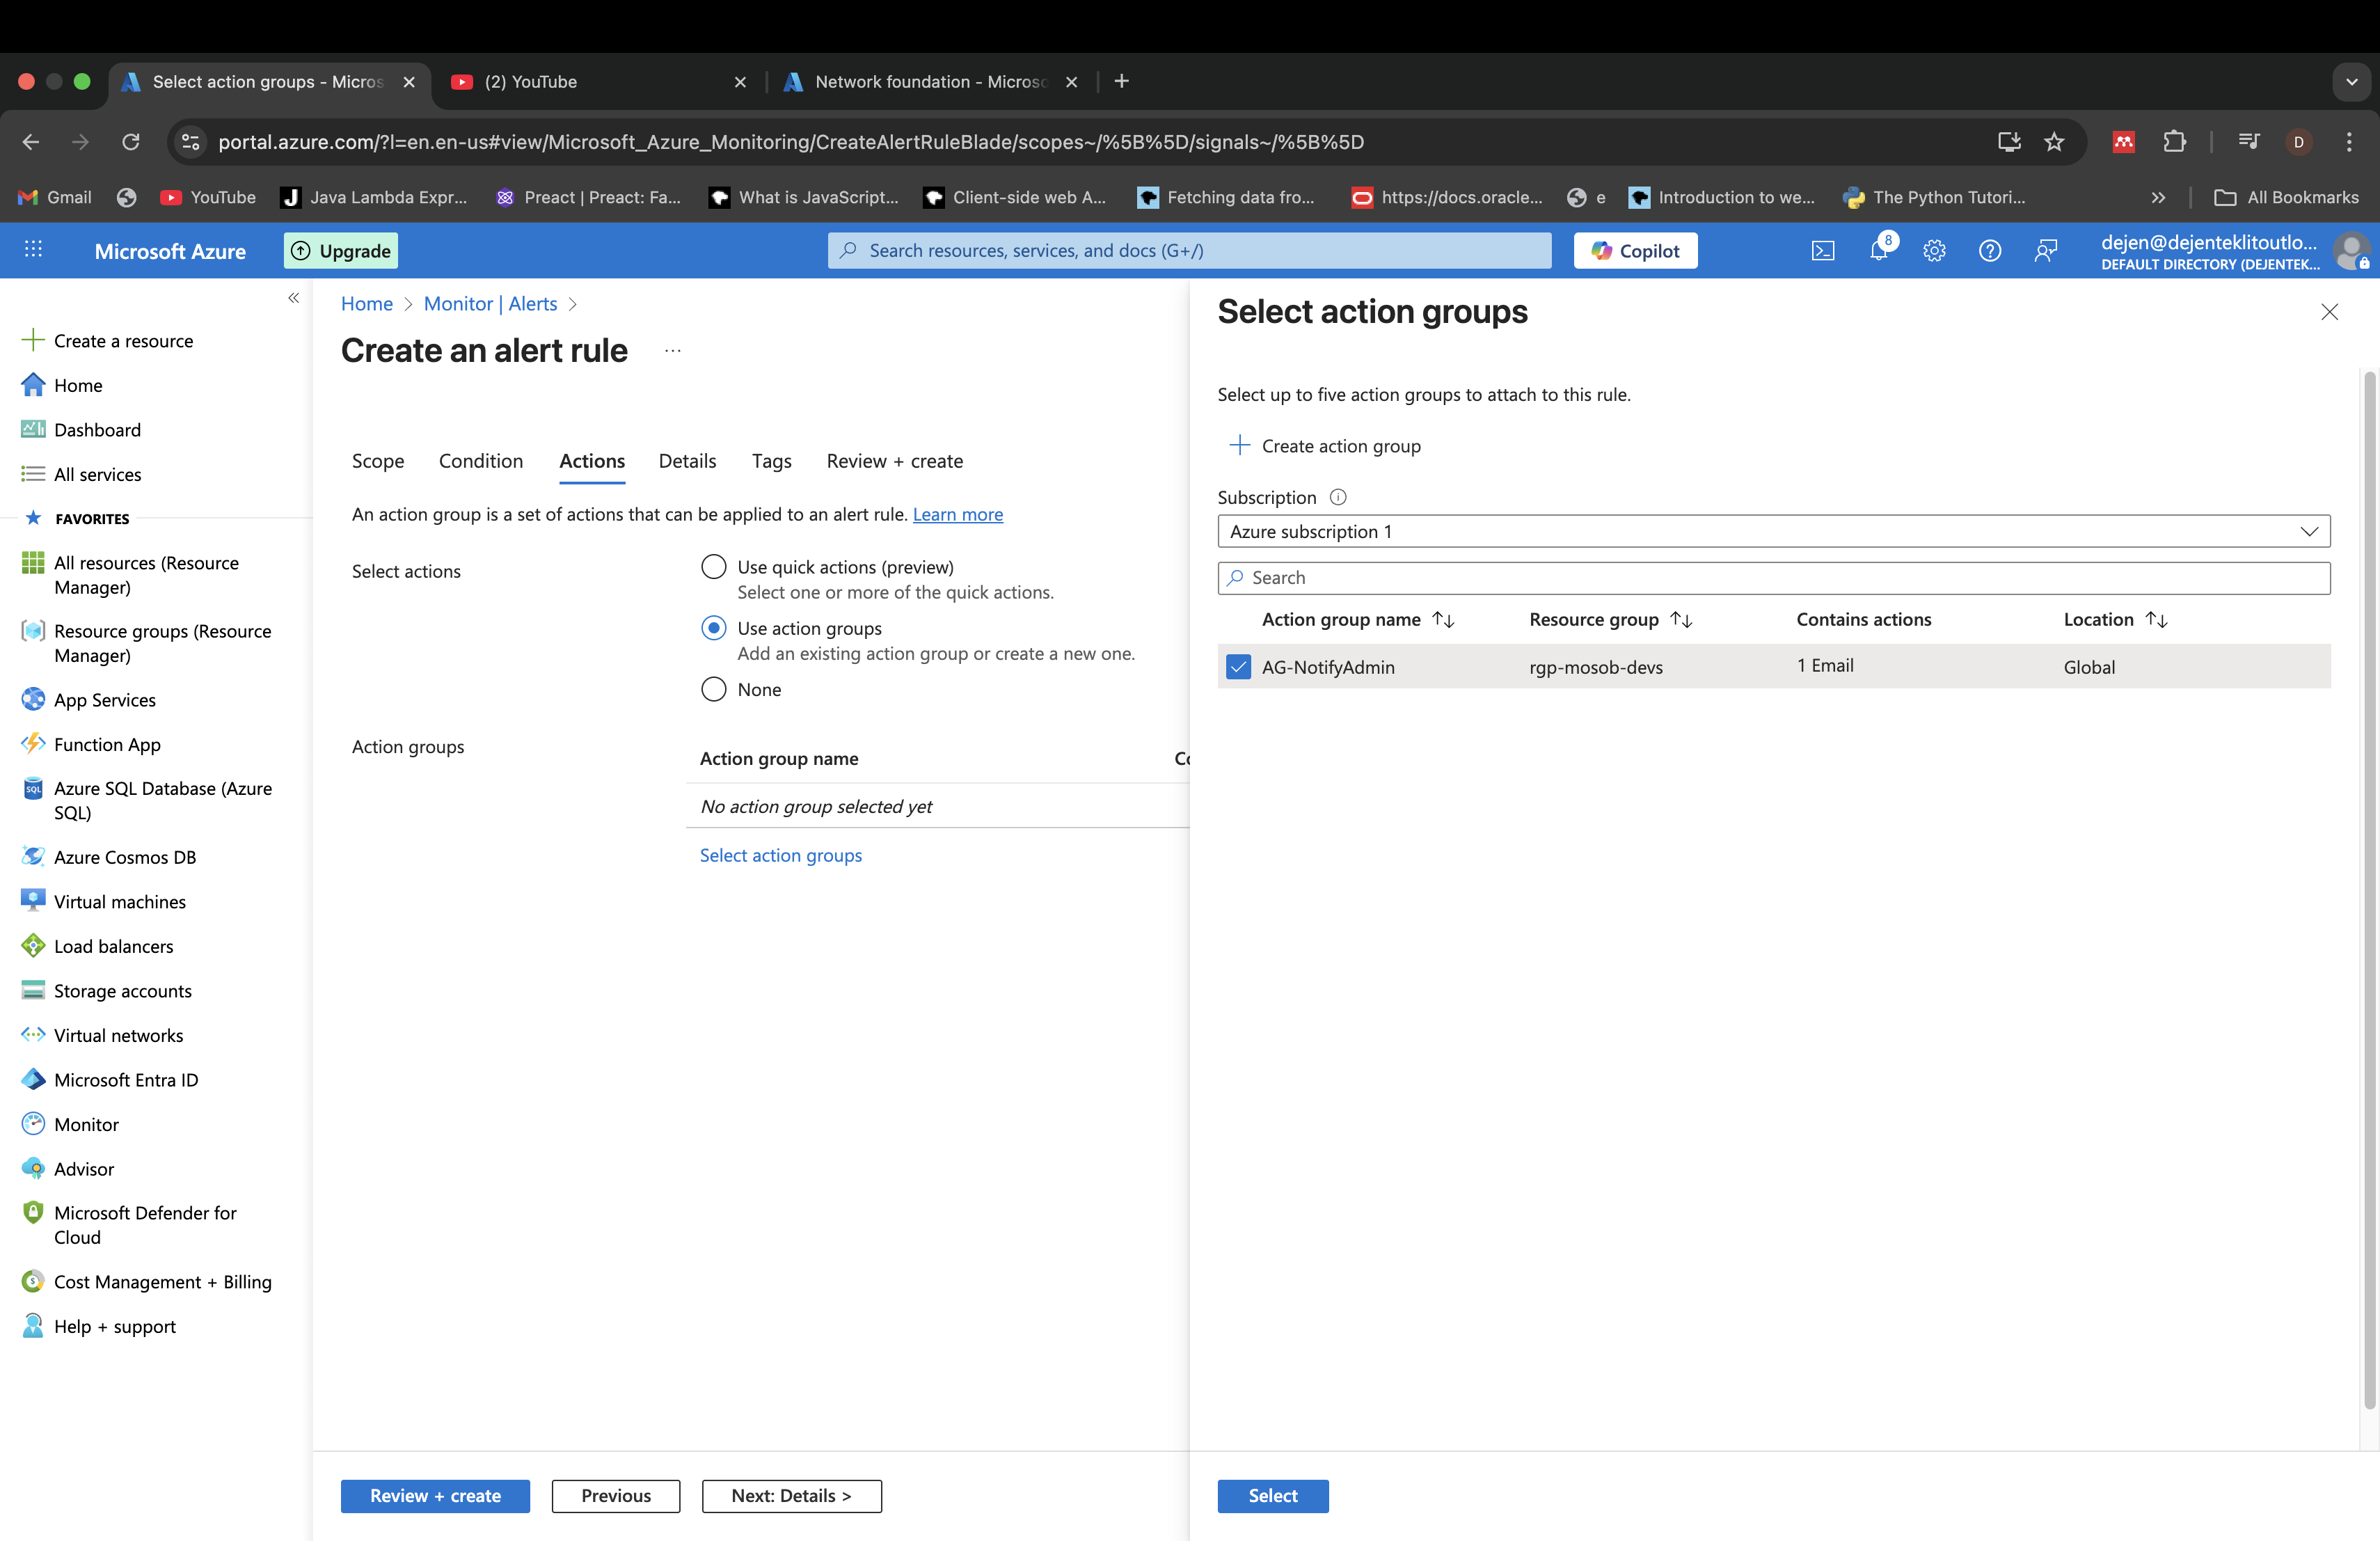 Select action groups - Micros
(2) YouTube
Network foundation - Microso
portal.azure.com/?l=en.en-us#view/Microsoft_Azure_Monitoring/CreateAlertRuleBlade/scopes~/%5B%5D/signals~/%5B%5D
D
Gmail
YouTube
Java Lambda Expr...
Preact | Preact: Fa...
What is JavaScript...
Client-side web A...
Fetching data fro...
https://docs.oracle...
e
Introduction to we...
The Python Tutori...
All Bookmarks
Microsoft Azure
Upgrade
Search resources, services, and docs (G+/)
Copilot
8
dejen@dejenteklitoutlo...
DEFAULT DIRECTORY (DEJENTEK...
Create a resource
Home
Dashboard
All services
FAVORITES
All resources (Resource
Manager)
Resource groups (Resource
Manager)
App Services
Function App
Azure SQL Database (Azure
SQL)
Azure Cosmos DB
Virtual machines
Load balancers
Storage accounts
Virtual networks
Microsoft Entra ID
Monitor
Advisor
Microsoft Defender for
Cloud
Cost Management + Billing
Help + support
Home > Monitor | Alerts >
Create an alert rule ...
Scope Condition Actions Details Tags Review + create
An action group is a set of actions that can be applied to an alert rule. Learn more
Select actions
Use quick actions (preview)
Select one or more of the quick actions.
Use action groups
Add an existing action group or create a new one.
None
Action groups
Action group name Co
No action group selected yet
Select action groups
Review + create
Previous
Next: Details >
Select action groups
Select up to five action groups to attach to this rule.
Create action group
Subscription
Azure subscription 1
Search
Action group name Resource group Contains actions Location
AG-NotifyAdmin rgp-mosob-devs 1 Email Global
Select